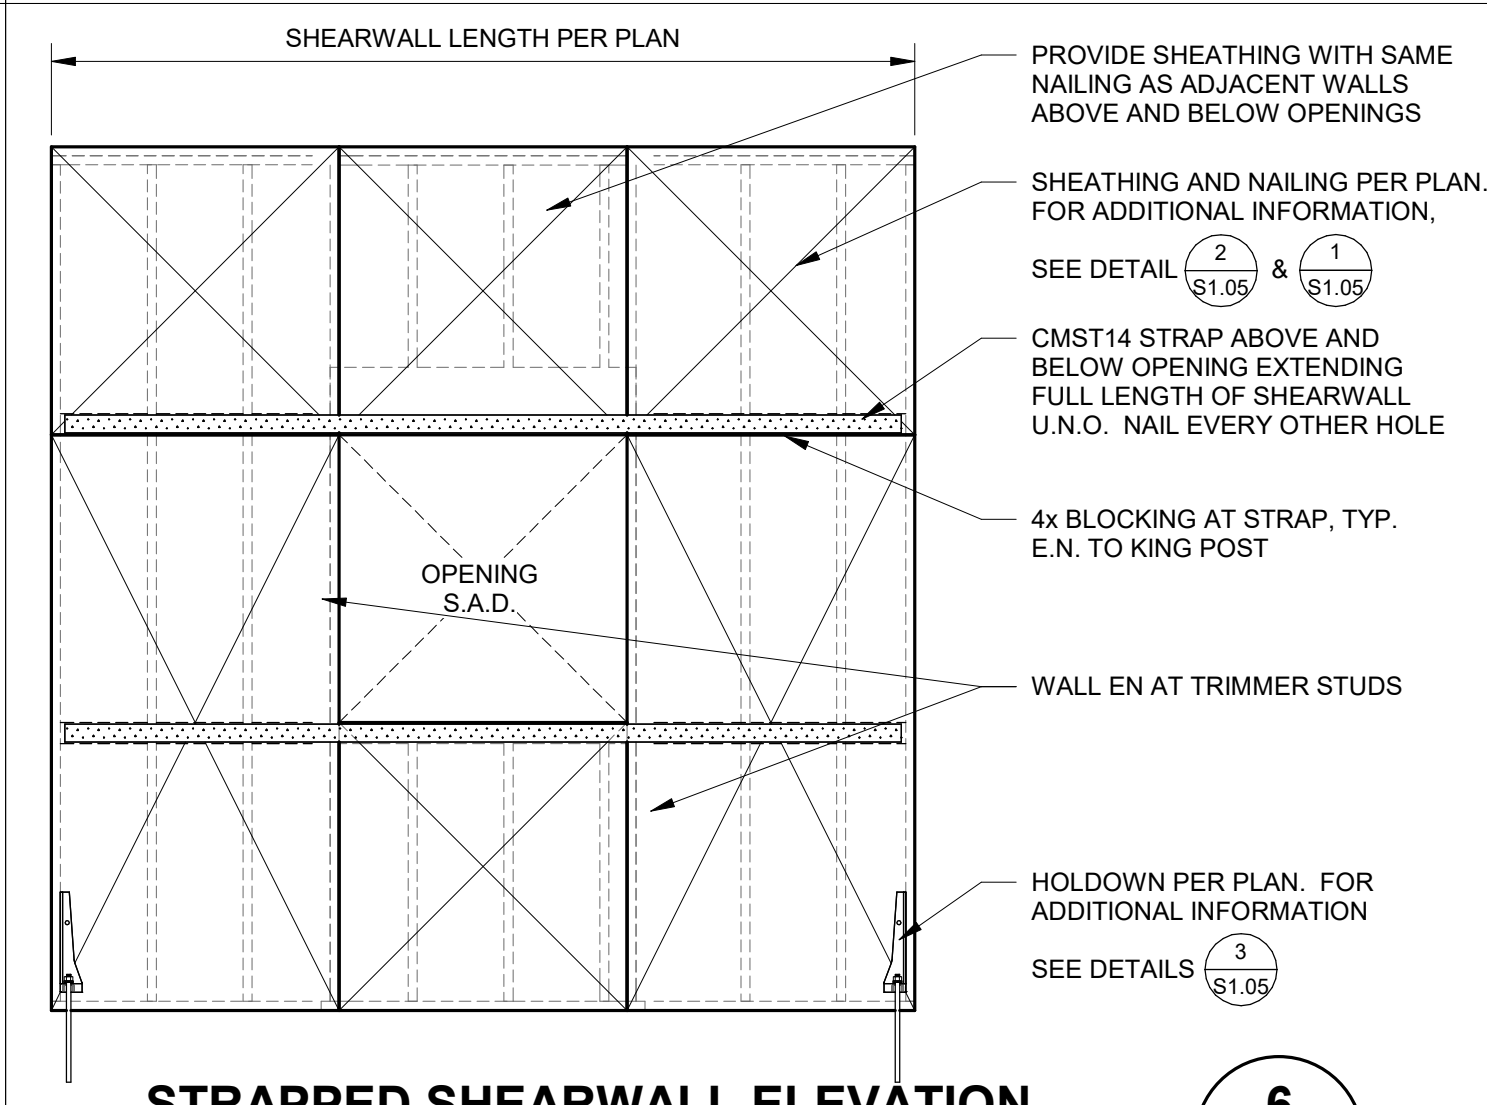 SHEARWALL LENGTH PER PLAN
PROVIDE SHEATHING WITH SAME
NAILING AS ADJACENT WALLS
ABOVE AND BELOW OPENINGS
SHEATHING AND NAILING PER PLAN.
FOR ADDITIONAL INFORMATION,
SEE DETAIL 2 S1.05 & 1 S1.05
CMST14 STRAP ABOVE AND
BELOW OPENING EXTENDING
FULL LENGTH OF SHEARWALL
U.N.O. NAIL EVERY OTHER HOLE
4x BLOCKING AT STRAP, TYP.
E.N. TO KING POST
OPENING
S.A.D.
WALL EN AT TRIMMER STUDS
HOLDOWN PER PLAN. FOR
ADDITIONAL INFORMATION
SEE DETAILS 3 S1.05
STRAPPED SHEARWALL ELEVATION
6